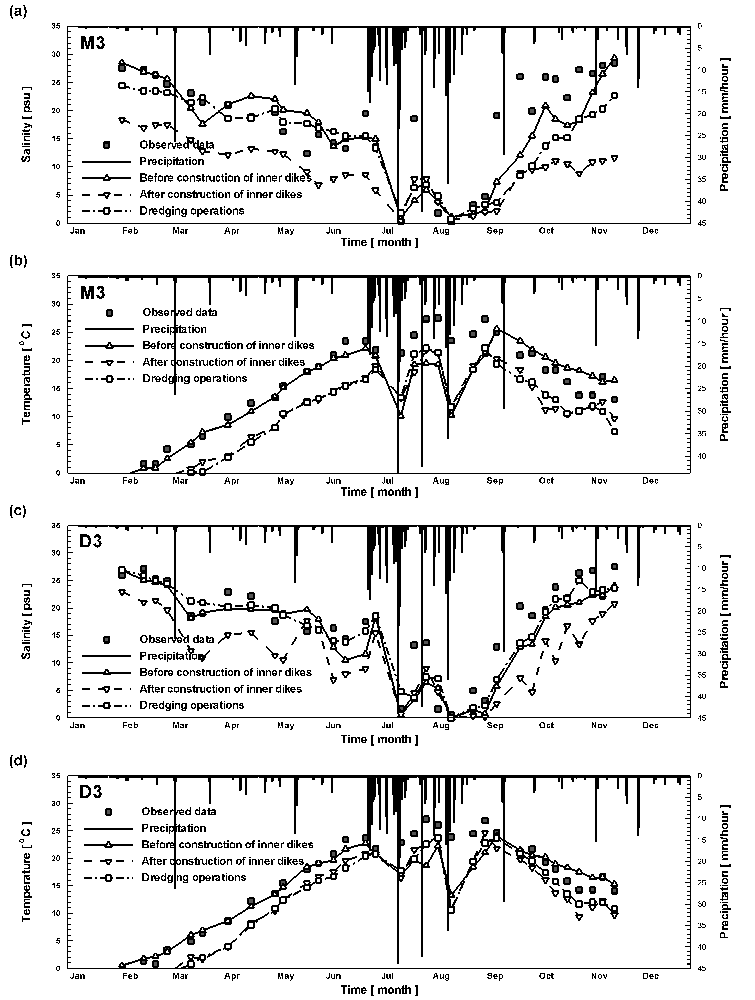 (a)
M3
35
30
25
20
15
10
5
0
0
5
10
15
20
25
30
35
40
45
Salinity [ psu ]
Precipitation [ mm/hour ]
Observed data
Precipitation
Before construction of inner dikes
After construction of inner dikes
Dredging operations
Jan Feb Mar Apr May Jun Jul Aug Sep Oct Nov Dec
Time [ month ]
(b)
M3
35
30
25
20
15
10
5
0
0
5
10
15
20
25
30
35
40
Temperature [ ⁰C ]
Precipitation [ mm/hour ]
Observed data
Precipitation
Before construction of inner dikes
After construction of inner dikes
Dredging operations
Jan Feb Mar Apr May Jun Jul Aug Sep Oct Nov Dec
Time [ month ]
(c)
D3
35
30
25
20
15
10
5
0
0
5
10
15
20
25
30
35
40
45
Salinity [ psu ]
Precipitation [ mm/hour ]
Observed data
Precipitation
Before construction of inner dikes
After construction of inner dikes
Dredging operations
Jan Feb Mar Apr May Jun Jul Aug Sep Oct Nov Dec
Time [ month ]
(d)
D3
35
30
25
20
15
10
5
0
0
5
10
15
20
25
30
35
40
45
Temperature [ ⁰C ]
Precipitation [ mm/hour ]
Observed data
Precipitation
Before construction of inner dikes
After construction of inner dikes
Dredging operations
Jan Feb Mar Apr May Jun Jul Aug Sep Oct Nov Dec
Time [ month ]